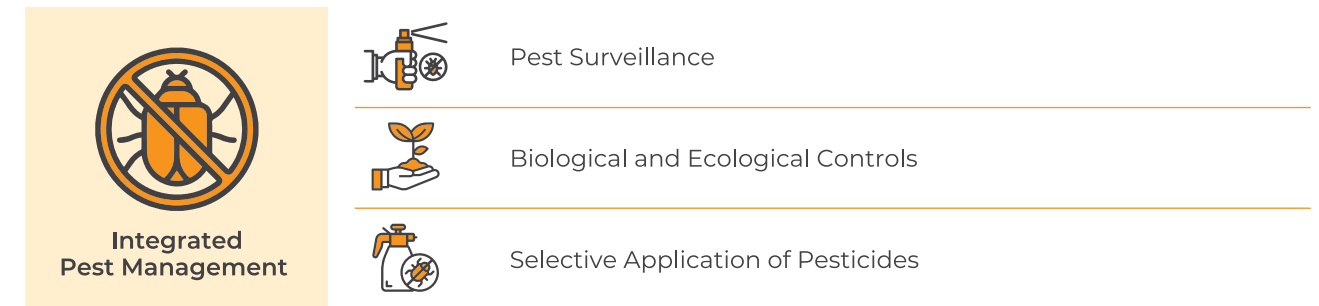 Integrated
Pest Management
Pest Surveillance
Biological and Ecological Controls
Selective Application of Pesticides